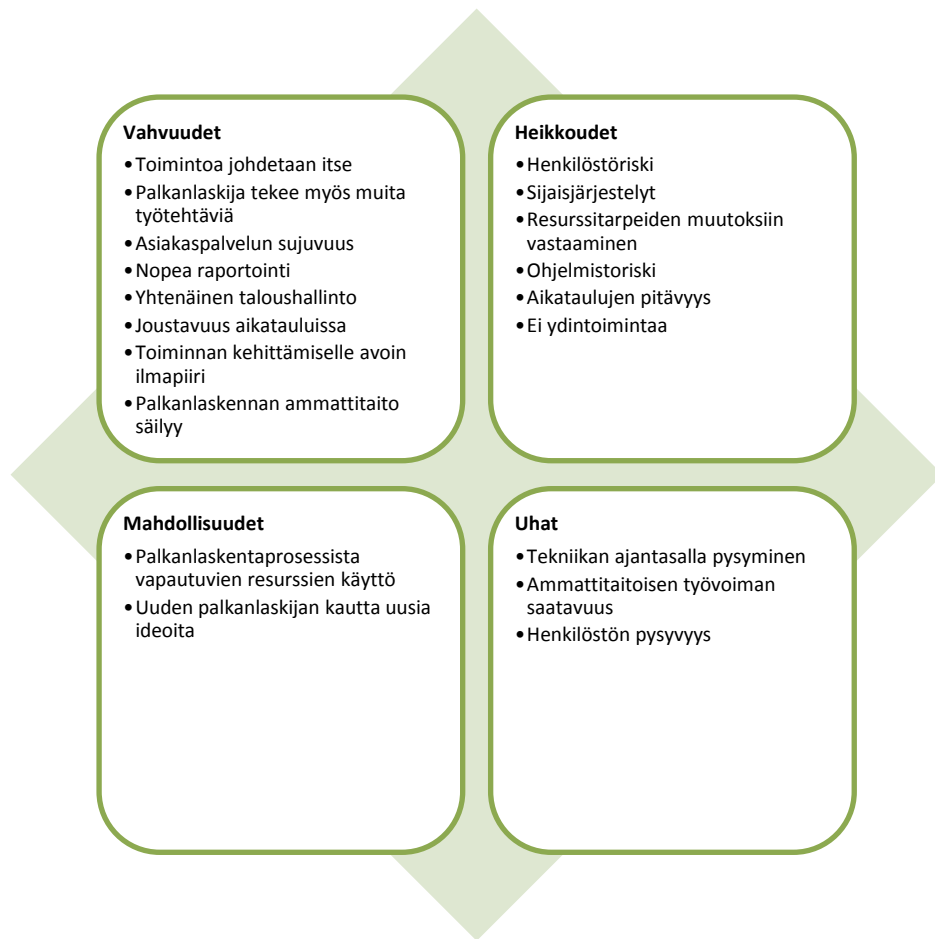 Vahvuudet
•Toimintoa johdetaan itse
•Palkanlaskija tekee myös muita
työtehtäviä
•Asiakaspalvelun sujuvuus
•Nopea raportointi
•Yhtenäinen taloushallinto
•Joustavuus aikatauluissa
•Toiminnan kehittämiselle avoin
ilmapiiri
•Palkanlaskennan ammattitaito
säilyy
Heikkoudet
•Henkilöstöriski
•Sijaisjärjestelyt
•Resurssitarpeiden muutoksiin
vastaaminen
•Ohjelmistoriski
•Aikataulujen pitävyys
•Ei ydintoimintaa
Mahdollisuudet
•Palkanlaskentaprosessista
vapautuvien resurssien käyttö
•Uuden palkanlaskijan kautta uusia
ideoita
Uhat
•Tekniikan ajantasalla pysyminen
•Ammattitaitoisen työvoiman
saatavuus
•Henkilöstön pysyvyys